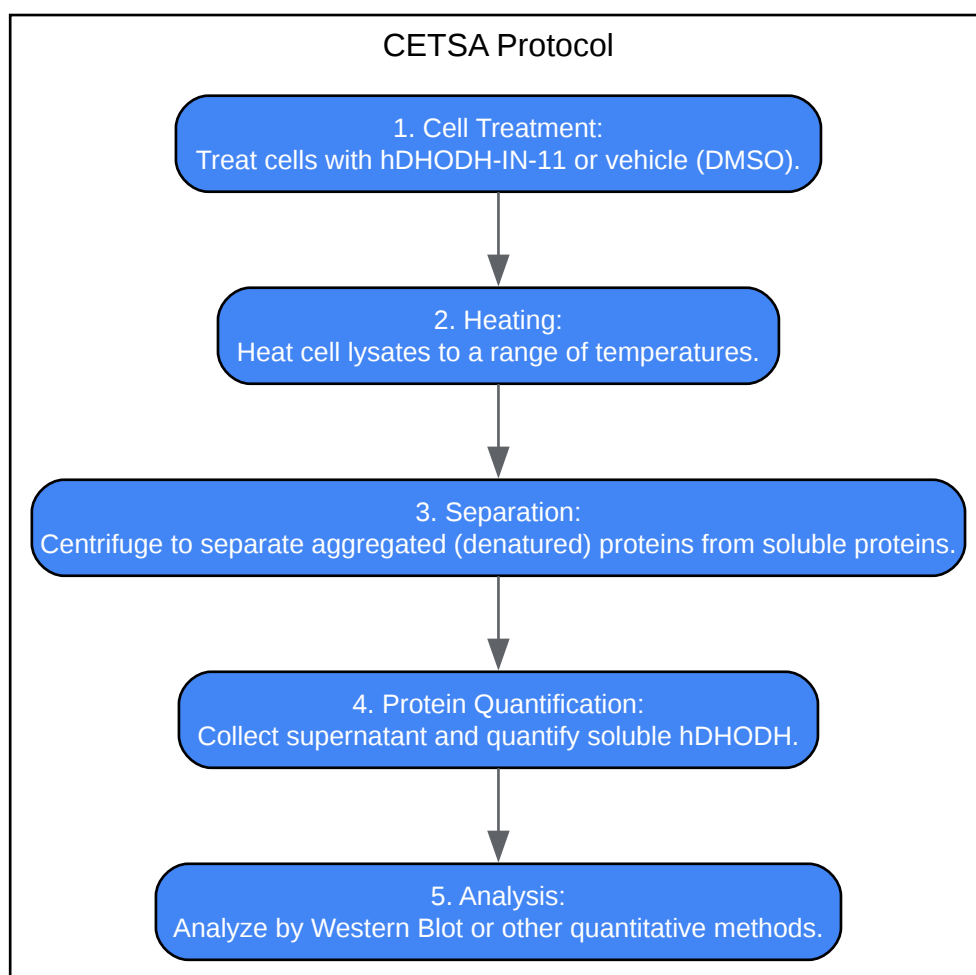 CETSA Protocol
1. Cell Treatment:
Treat cells with hDHODH-IN-11 or vehicle (DMSO).
2. Heating:
Heat cell lysates to a range of temperatures.
3. Separation:
Centrifuge to separate aggregated (denatured) proteins from soluble proteins.
4. Protein Quantification:
Collect supernatant and quantify soluble hDHODH.
5. Analysis:
Analyze by Western Blot or other quantitative methods.